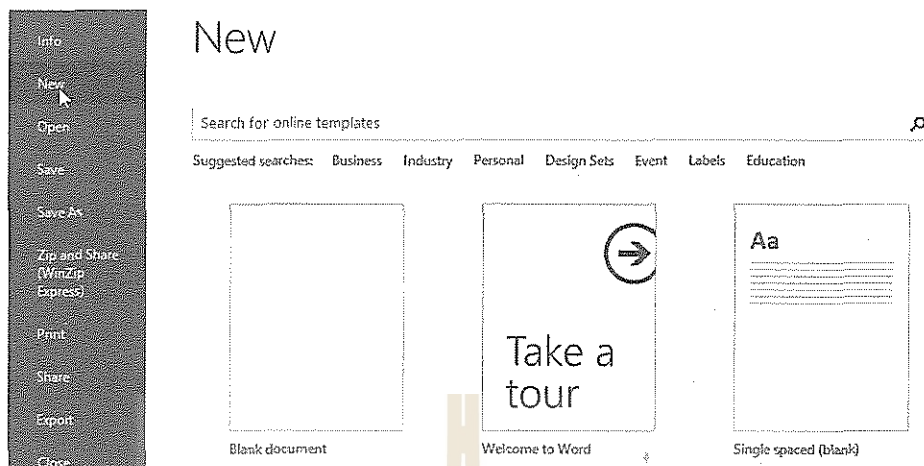 Info
New
Open
Save
Save As
Zip and Share
(WinZip
Express)
Print
Share
Export
Close
New
Search for online templates
Suggested searches: Business Industry Personal Design Sets Event Labels Education
Take a
tour
Aa
Blank document
Welcome to Word
Single spaced (blank)